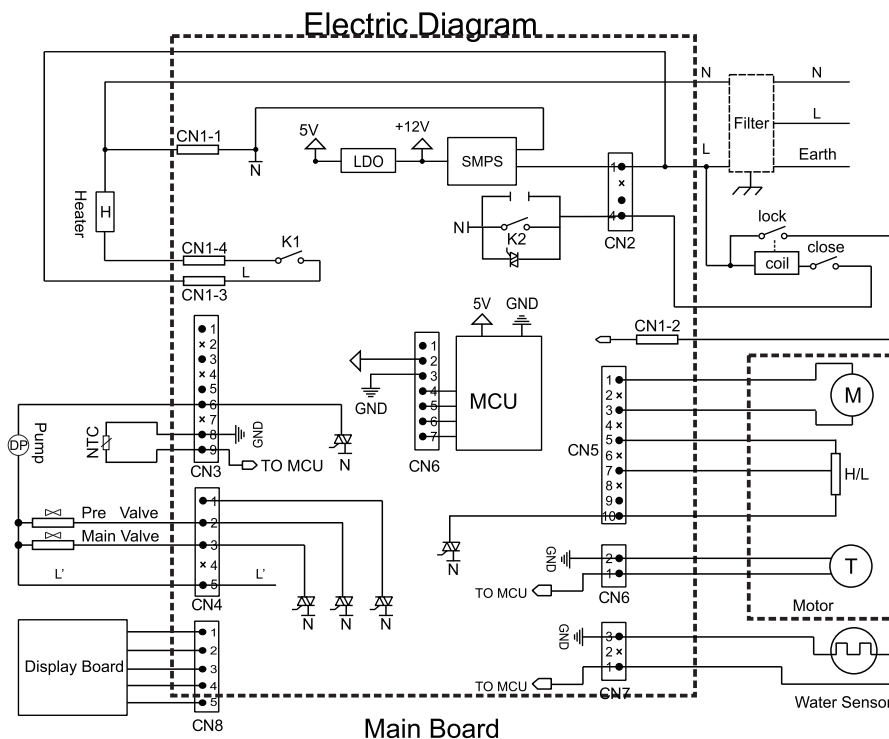 Electric Diagram
N
N
L
Filter
L
Earth
CN1-1
N
5V
+12V
LDO
SMPS
1
x
4
CN2
Heater
H
N
K2
lock
close
coil
CN1-4
K1
L
CN1-3
CN1-2
1
x2
3
x4
5
6
x7
8
9
CN3
GND
TO MCU
NTC
DP
Pump
N
5V
GND
1
2
3
4
5
6
7
GND
CN6
MCU
1
2
x
3
CN5
5
6
x
7
8
x
9
10
M
H/L
N
Pre Valve
Main Valve
L'
L'
1
2
3
x4
5
CN4
N
N
N
GND
2
1
TO MCU
CN6
T
Motor
Display Board
1
2
3
4
5
CN8
GND
3
2 x
1
TO MCU
CN7
Water Sensor
Main Board